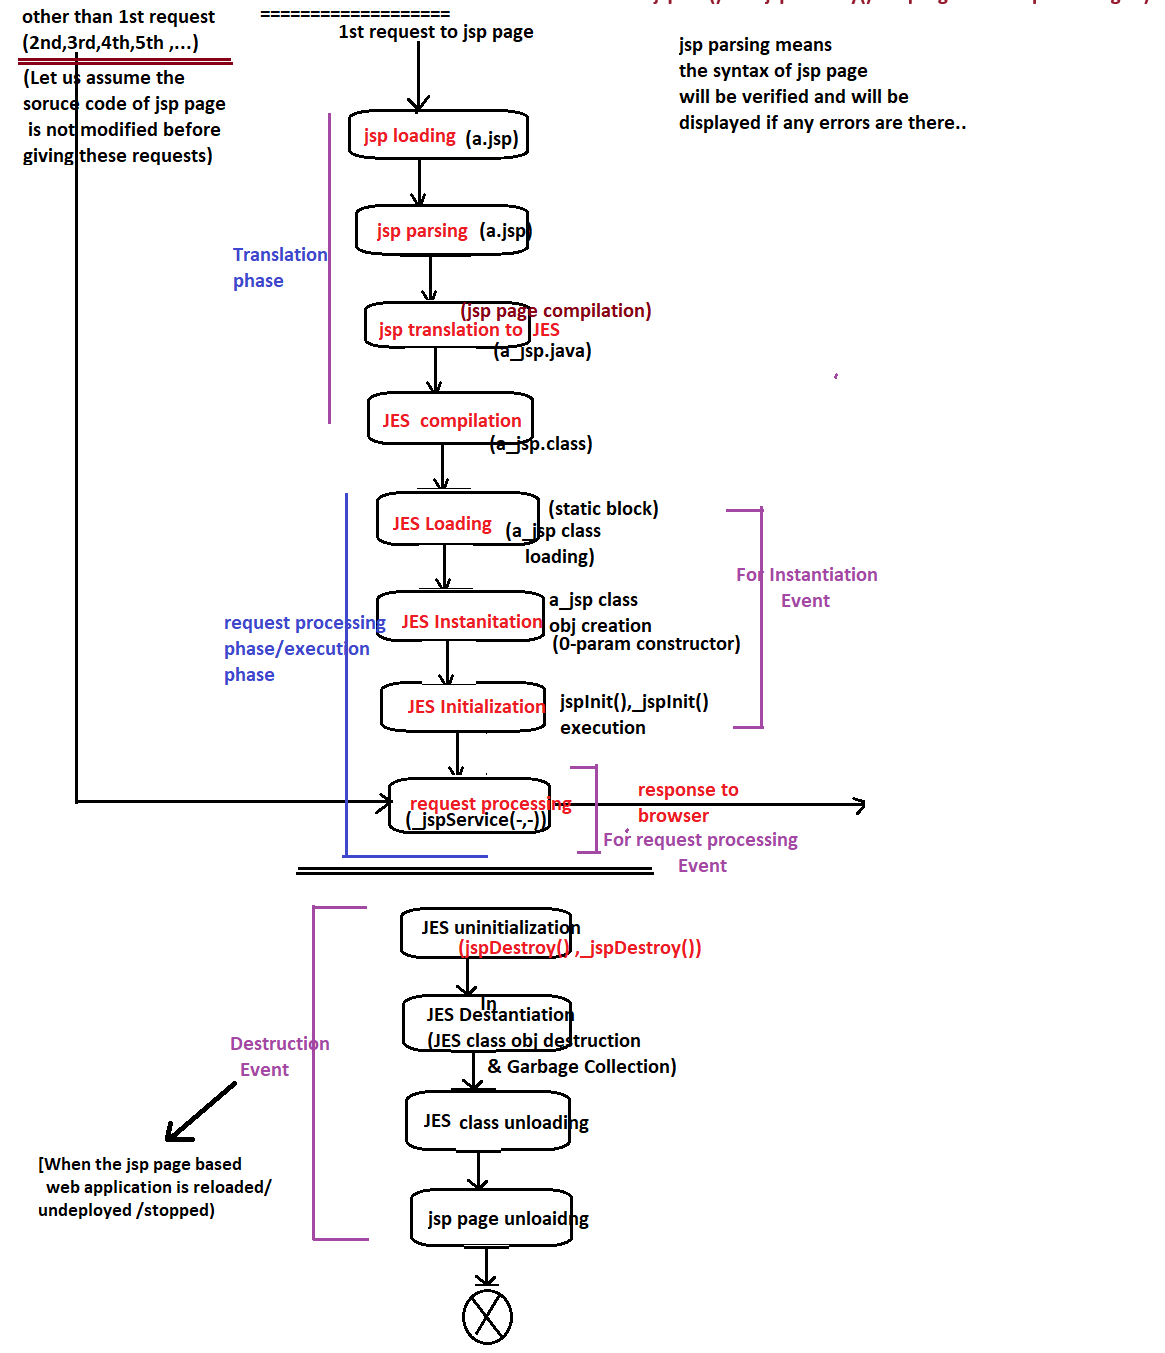 other than 1st request
(2nd,3rd,4th,5th ,...)
(Let us assume the
soruce code of jsp page
is not modified before
giving these requests)
===================
1st request to jsp page
jsp parsing means
the syntax of jsp page
will be verified and will be
displayed if any errors are there..
jsp loading (a.jsp)
jsp parsing (a.jsp)
Translation
phase
(jsp page compilation)
jsp translation to JES
(a_jsp.java)
JES compilation
(a_jsp.class)
JES Loading
(static block)
(a_jsp class
loading)
For Instantiation
Event
JES Instanitation
a_jsp class
obj creation
(0-param constructor)
request processing
phase/execution
phase
JES Initialization
jspInit(),_jspInit()
execution
request processing
(_jspService(-,-))
response to
browser
For request processing
Event
JES uninitialization
(jspDestroy() ,_jspDestroy())
In
JES Destantiation
(JES class obj destruction
& Garbage Collection)
Destruction
Event
JES class unloading
[When the jsp page based
web application is reloaded/
undeployed /stopped)
jsp page unloaidng